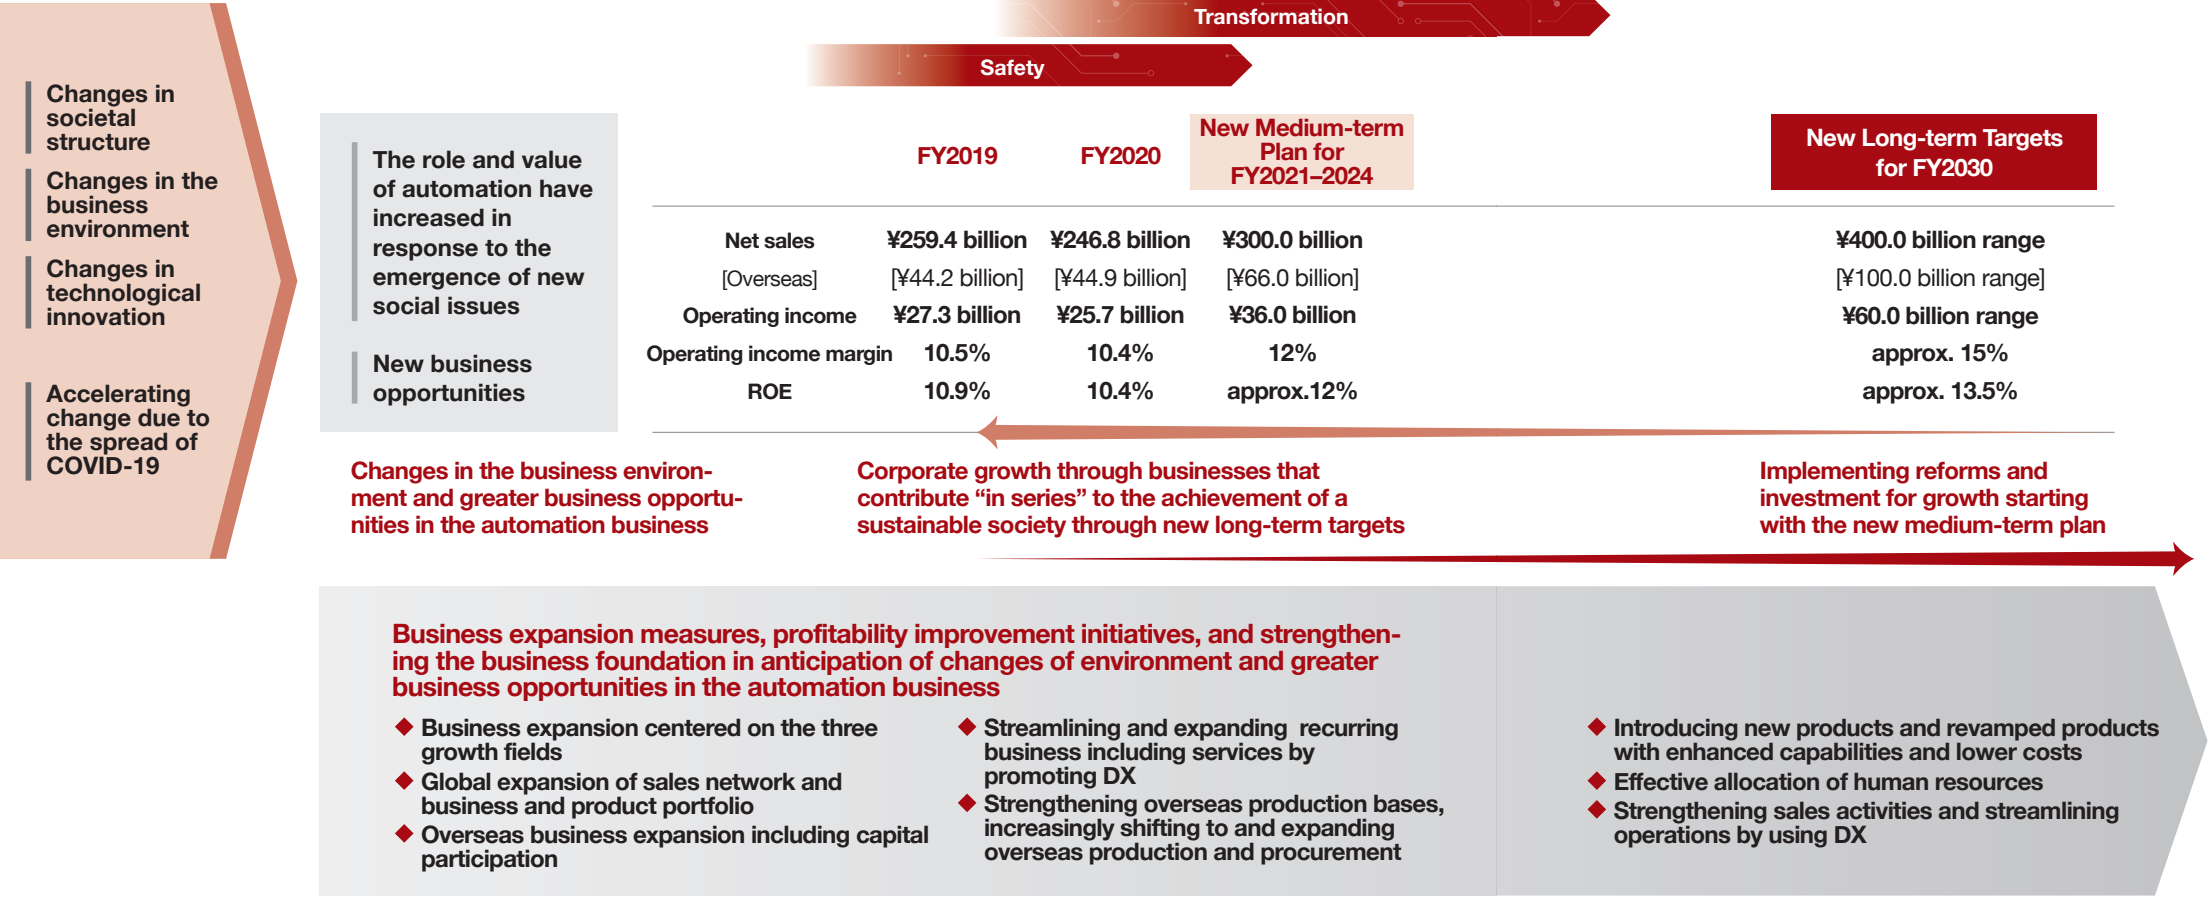 Transformation
Safety
Changes in
societal
structure
Changes in the
business
environment
Changes in
technological
innovation
Accelerating
change due to
the spread of
COVID-19
The role and value
of automation have
increased in
response to the
emergence of new
social issues
New business
opportunities
FY2019 FY2020 New Medium-term
Plan for
FY2021–2024
New Long-term Targets
for FY2030
Net sales ¥259.4 billion ¥246.8 billion ¥300.0 billion ¥400.0 billion range
[Overseas] [¥44.2 billion] [¥44.9 billion] [¥66.0 billion] [¥100.0 billion range]
Operating income ¥27.3 billion ¥25.7 billion ¥36.0 billion ¥60.0 billion range
Operating income margin 10.5% 10.4% 12% approx. 15%
ROE 10.9% 10.4% approx.12% approx. 13.5%
Changes in the business environ-
ment and greater business opportu-
nities in the automation business
Corporate growth through businesses that
contribute “in series” to the achievement of a
sustainable society through new long-term targets
Implementing reforms and
investment for growth starting
with the new medium-term plan
Business expansion measures, profitability improvement initiatives, and strengthen-
ing the business foundation in anticipation of changes of environment and greater
business opportunities in the automation business
◆ Business expansion centered on the three
growth fields
◆ Global expansion of sales network and
business and product portfolio
◆ Overseas business expansion including capital
participation
◆ Streamlining and expanding recurring
business including services by
promoting DX
◆ Strengthening overseas production bases,
increasingly shifting to and expanding
overseas production and procurement
◆ Introducing new products and revamped products
with enhanced capabilities and lower costs
◆ Effective allocation of human resources
◆ Strengthening sales activities and streamlining
operations by using DX